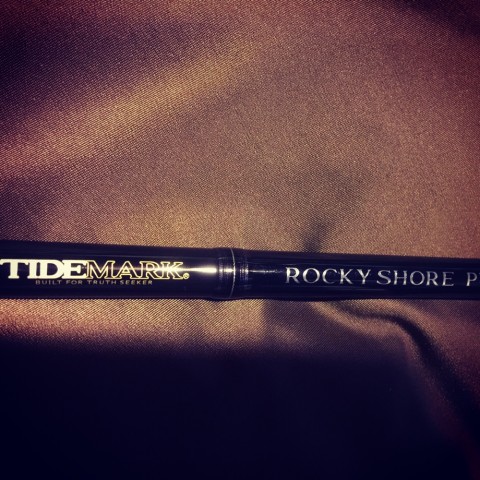 TIDEMARK®
BUILT FOR TRUTH SEEKER
ROCKY SHORE